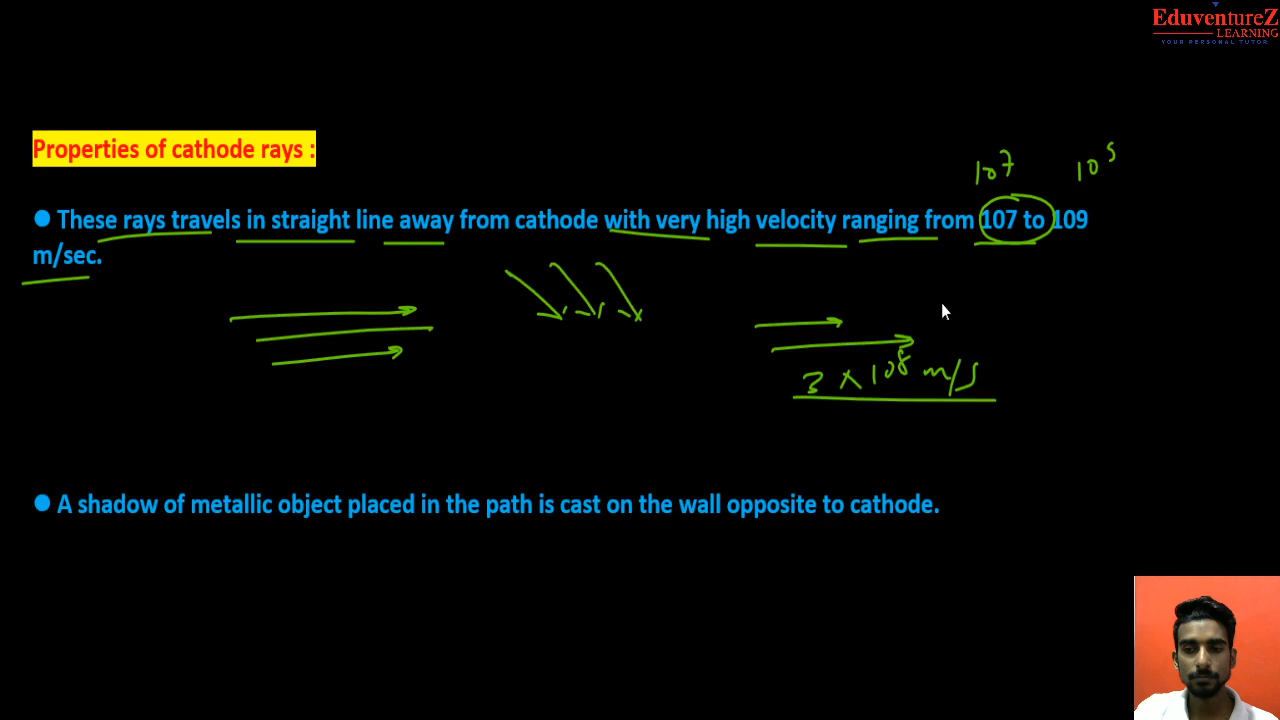 EduventureZ
LEARNING
YOUR PERSONAL TUTOR
Properties of cathode rays :
10⁷ 10⁵
● These rays travels in straight line away from cathode with very high velocity ranging from 107 to 109
m/sec.
3 × 10⁸ m/s
● A shadow of metallic object placed in the path is cast on the wall opposite to cathode.